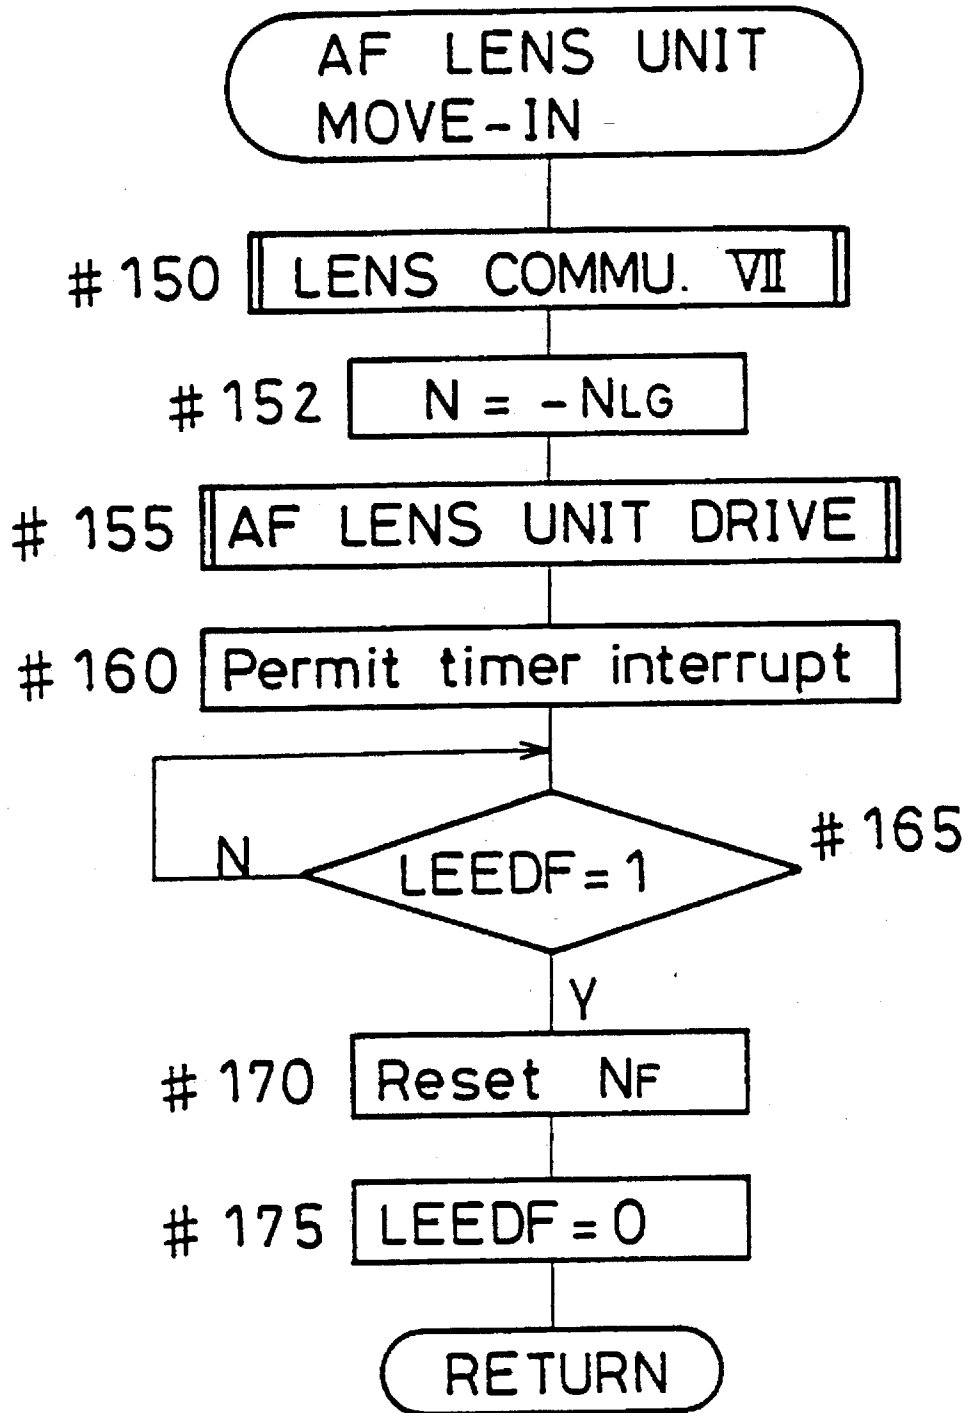 AF LENS UNIT
MOVE-IN
#150 LENS COMMU. VII
#152 N = -NLG
#155 AF LENS UNIT DRIVE
#160 Permit timer interrupt
N LEEDF=1 #165
Y
#170 Reset NF
#175 LEEDF=0
RETURN